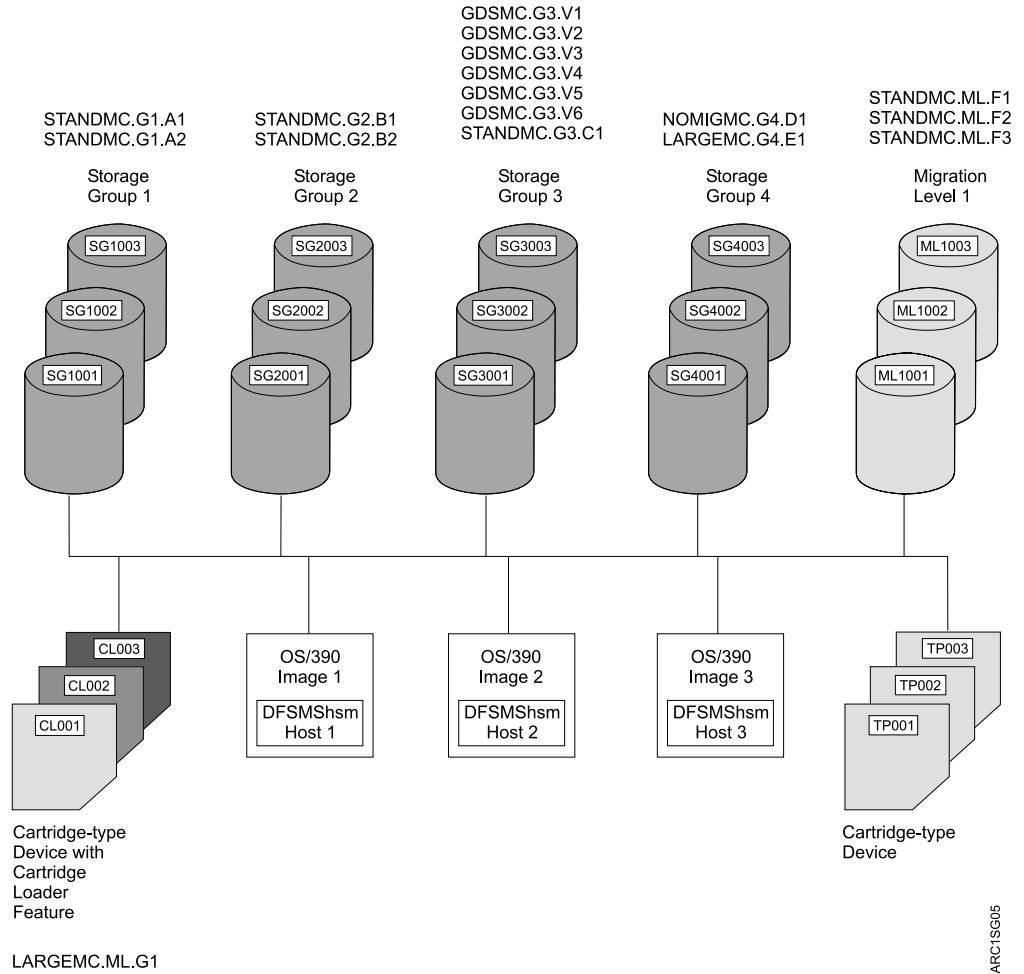 GDSMC.G3.V1
GDSMC.G3.V2
GDSMC.G3.V3
GDSMC.G3.V4
GDSMC.G3.V5
GDSMC.G3.V6
STANDMC.G3.C1
STANDMC.G1.A1
STANDMC.G1.A2
STANDMC.G2.B1
STANDMC.G2.B2
NOMIGMC.G4.D1
LARGEMC.G4.E1
STANDMC.ML.F1
STANDMC.ML.F2
STANDMC.ML.F3
Storage
Group 1
Storage
Group 2
Storage
Group 3
Storage
Group 4
Migration
Level 1
SG1003
SG1002
SG1001
SG2003
SG2002
SG2001
SG3003
SG3002
SG3001
SG4003
SG4002
SG4001
ML1003
ML1002
ML1001
CL003
CL002
CL001
OS/390
Image 1
DFSMShsm
Host 1
OS/390
Image 2
DFSMShsm
Host 2
OS/390
Image 3
DFSMShsm
Host 3
TP003
TP002
TP001
Cartridge-type
Device with
Cartridge
Loader
Feature
Cartridge-type
Device
LARGEMC.ML.G1
ARC1SG05